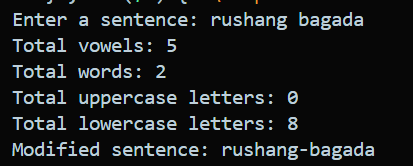 Enter a sentence: rushang bagada
Total vowels: 5
Total words: 2
Total uppercase letters: 0
Total lowercase letters: 8
Modified sentence: rushang-bagada